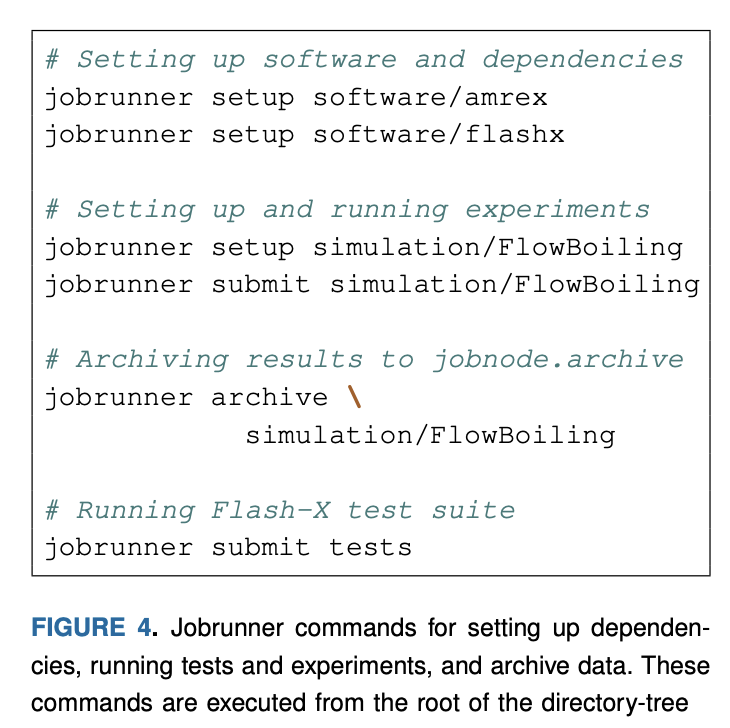 # Setting up software and dependencies
jobrunner setup software/amrex
jobrunner setup software/flashx
# Setting up and running experiments
jobrunner setup simulation/FlowBoiling
jobrunner submit simulation/FlowBoiling
# Archiving results to jobnode.archive
jobrunner archive \
simulation/FlowBoiling
# Running Flash-X test suite
jobrunner submit tests
FIGURE 4. Jobrunner commands for setting up dependen-
cies, running tests and experiments, and archive data. These
commands are executed from the root of the directory-tree